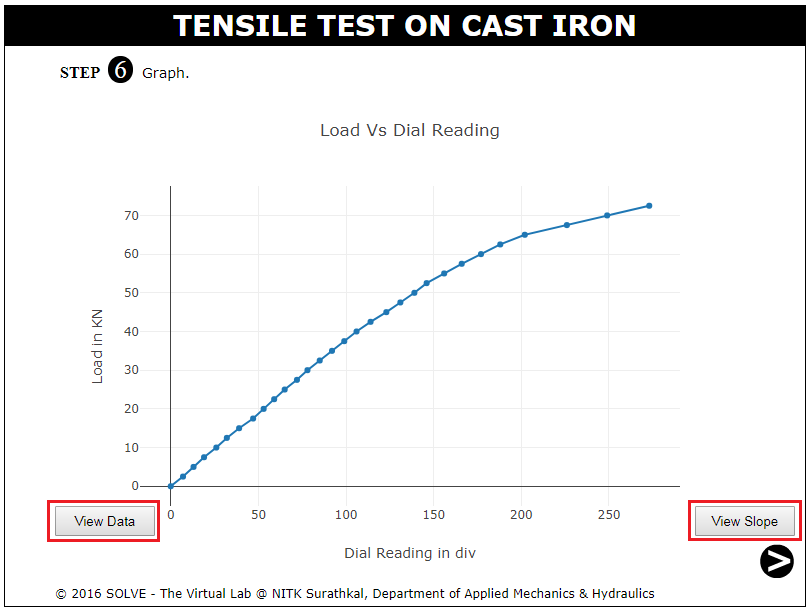 TENSILE TEST ON CAST IRON
STEP 6 Graph.
Load Vs Dial Reading
70
60
50
40
30
20
10
0
Load in KN
0 50 100 150 200 250
View Data
View Slope
Dial Reading in div
>
© 2016 SOLVE - The Virtual Lab @ NITK Surathkal, Department of Applied Mechanics & Hydraulics